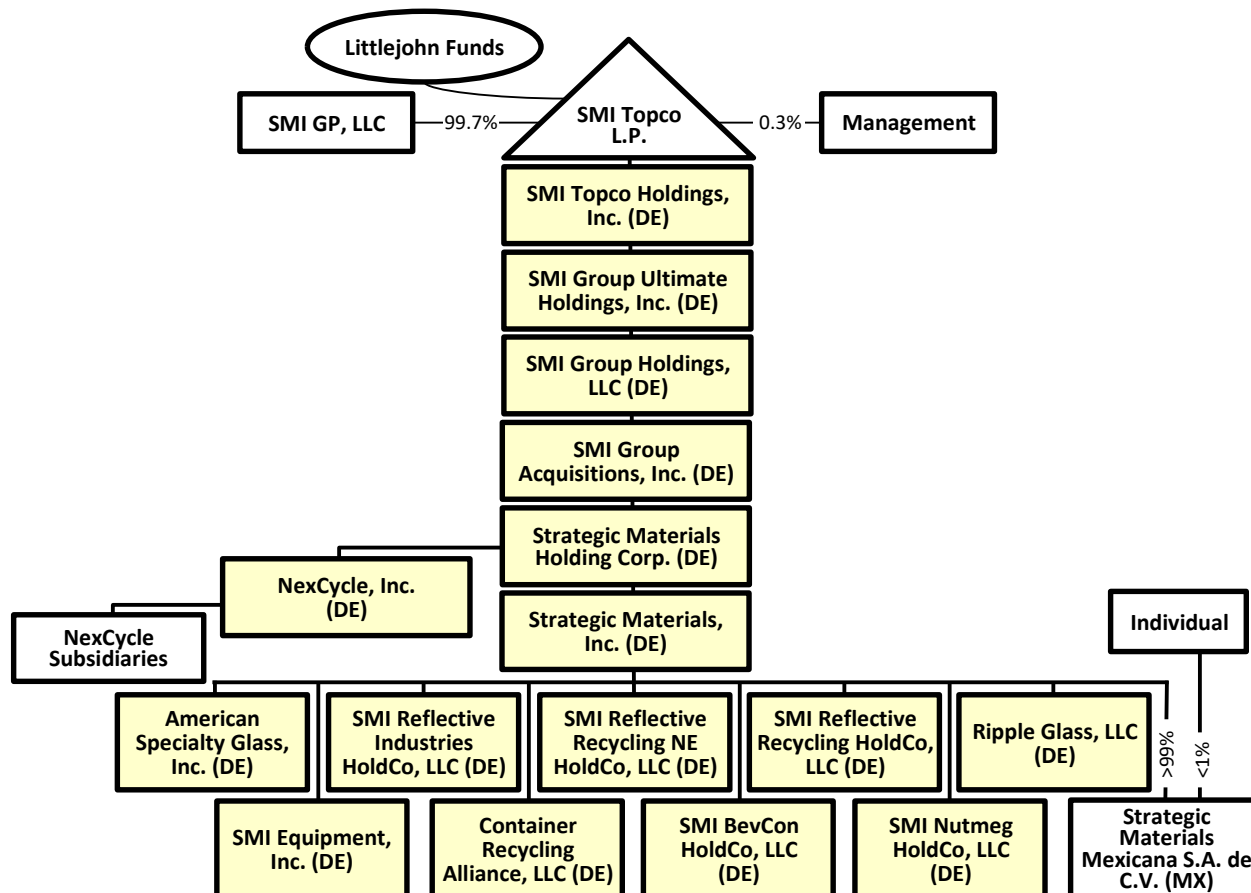 Littlejohn Funds
SMI GP, LLC
99.7%
SMI Topco
L.P.
0.3%
Management
SMI Topco Holdings,
Inc. (DE)
SMI Group Ultimate
Holdings, Inc. (DE)
SMI Group Holdings,
LLC (DE)
SMI Group
Acquisitions, Inc. (DE)
Strategic Materials
Holding Corp. (DE)
NexCycle, Inc.
(DE)
NexCycle
Subsidiaries
Strategic Materials,
Inc. (DE)
Individual
American
Specialty Glass,
Inc. (DE)
SMI Reflective
Industries
HoldCo, LLC (DE)
SMI Reflective
Recycling NE
HoldCo, LLC (DE)
SMI Reflective
Recycling HoldCo,
LLC (DE)
Ripple Glass, LLC
(DE)
>99%
<1%
SMI Equipment,
Inc. (DE)
Container
Recycling
Alliance, LLC (DE)
SMI BevCon
HoldCo, LLC
(DE)
SMI Nutmeg
HoldCo, LLC
(DE)
Strategic
Materials
Mexicana S.A. de
C.V. (MX)